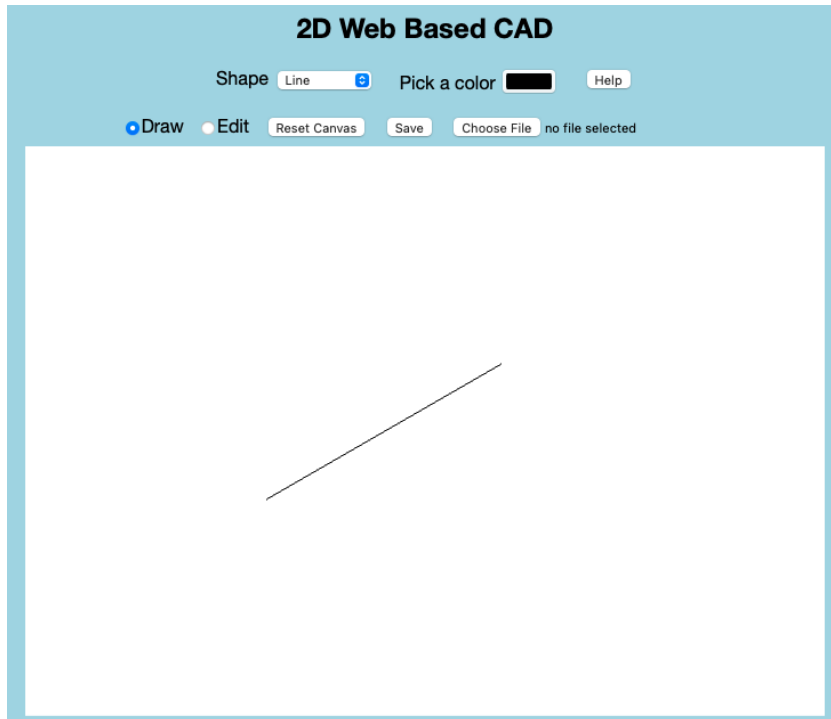 2D Web Based CAD
Shape Line Pick a color Help
Draw Edit Reset Canvas Save Choose File no file selected